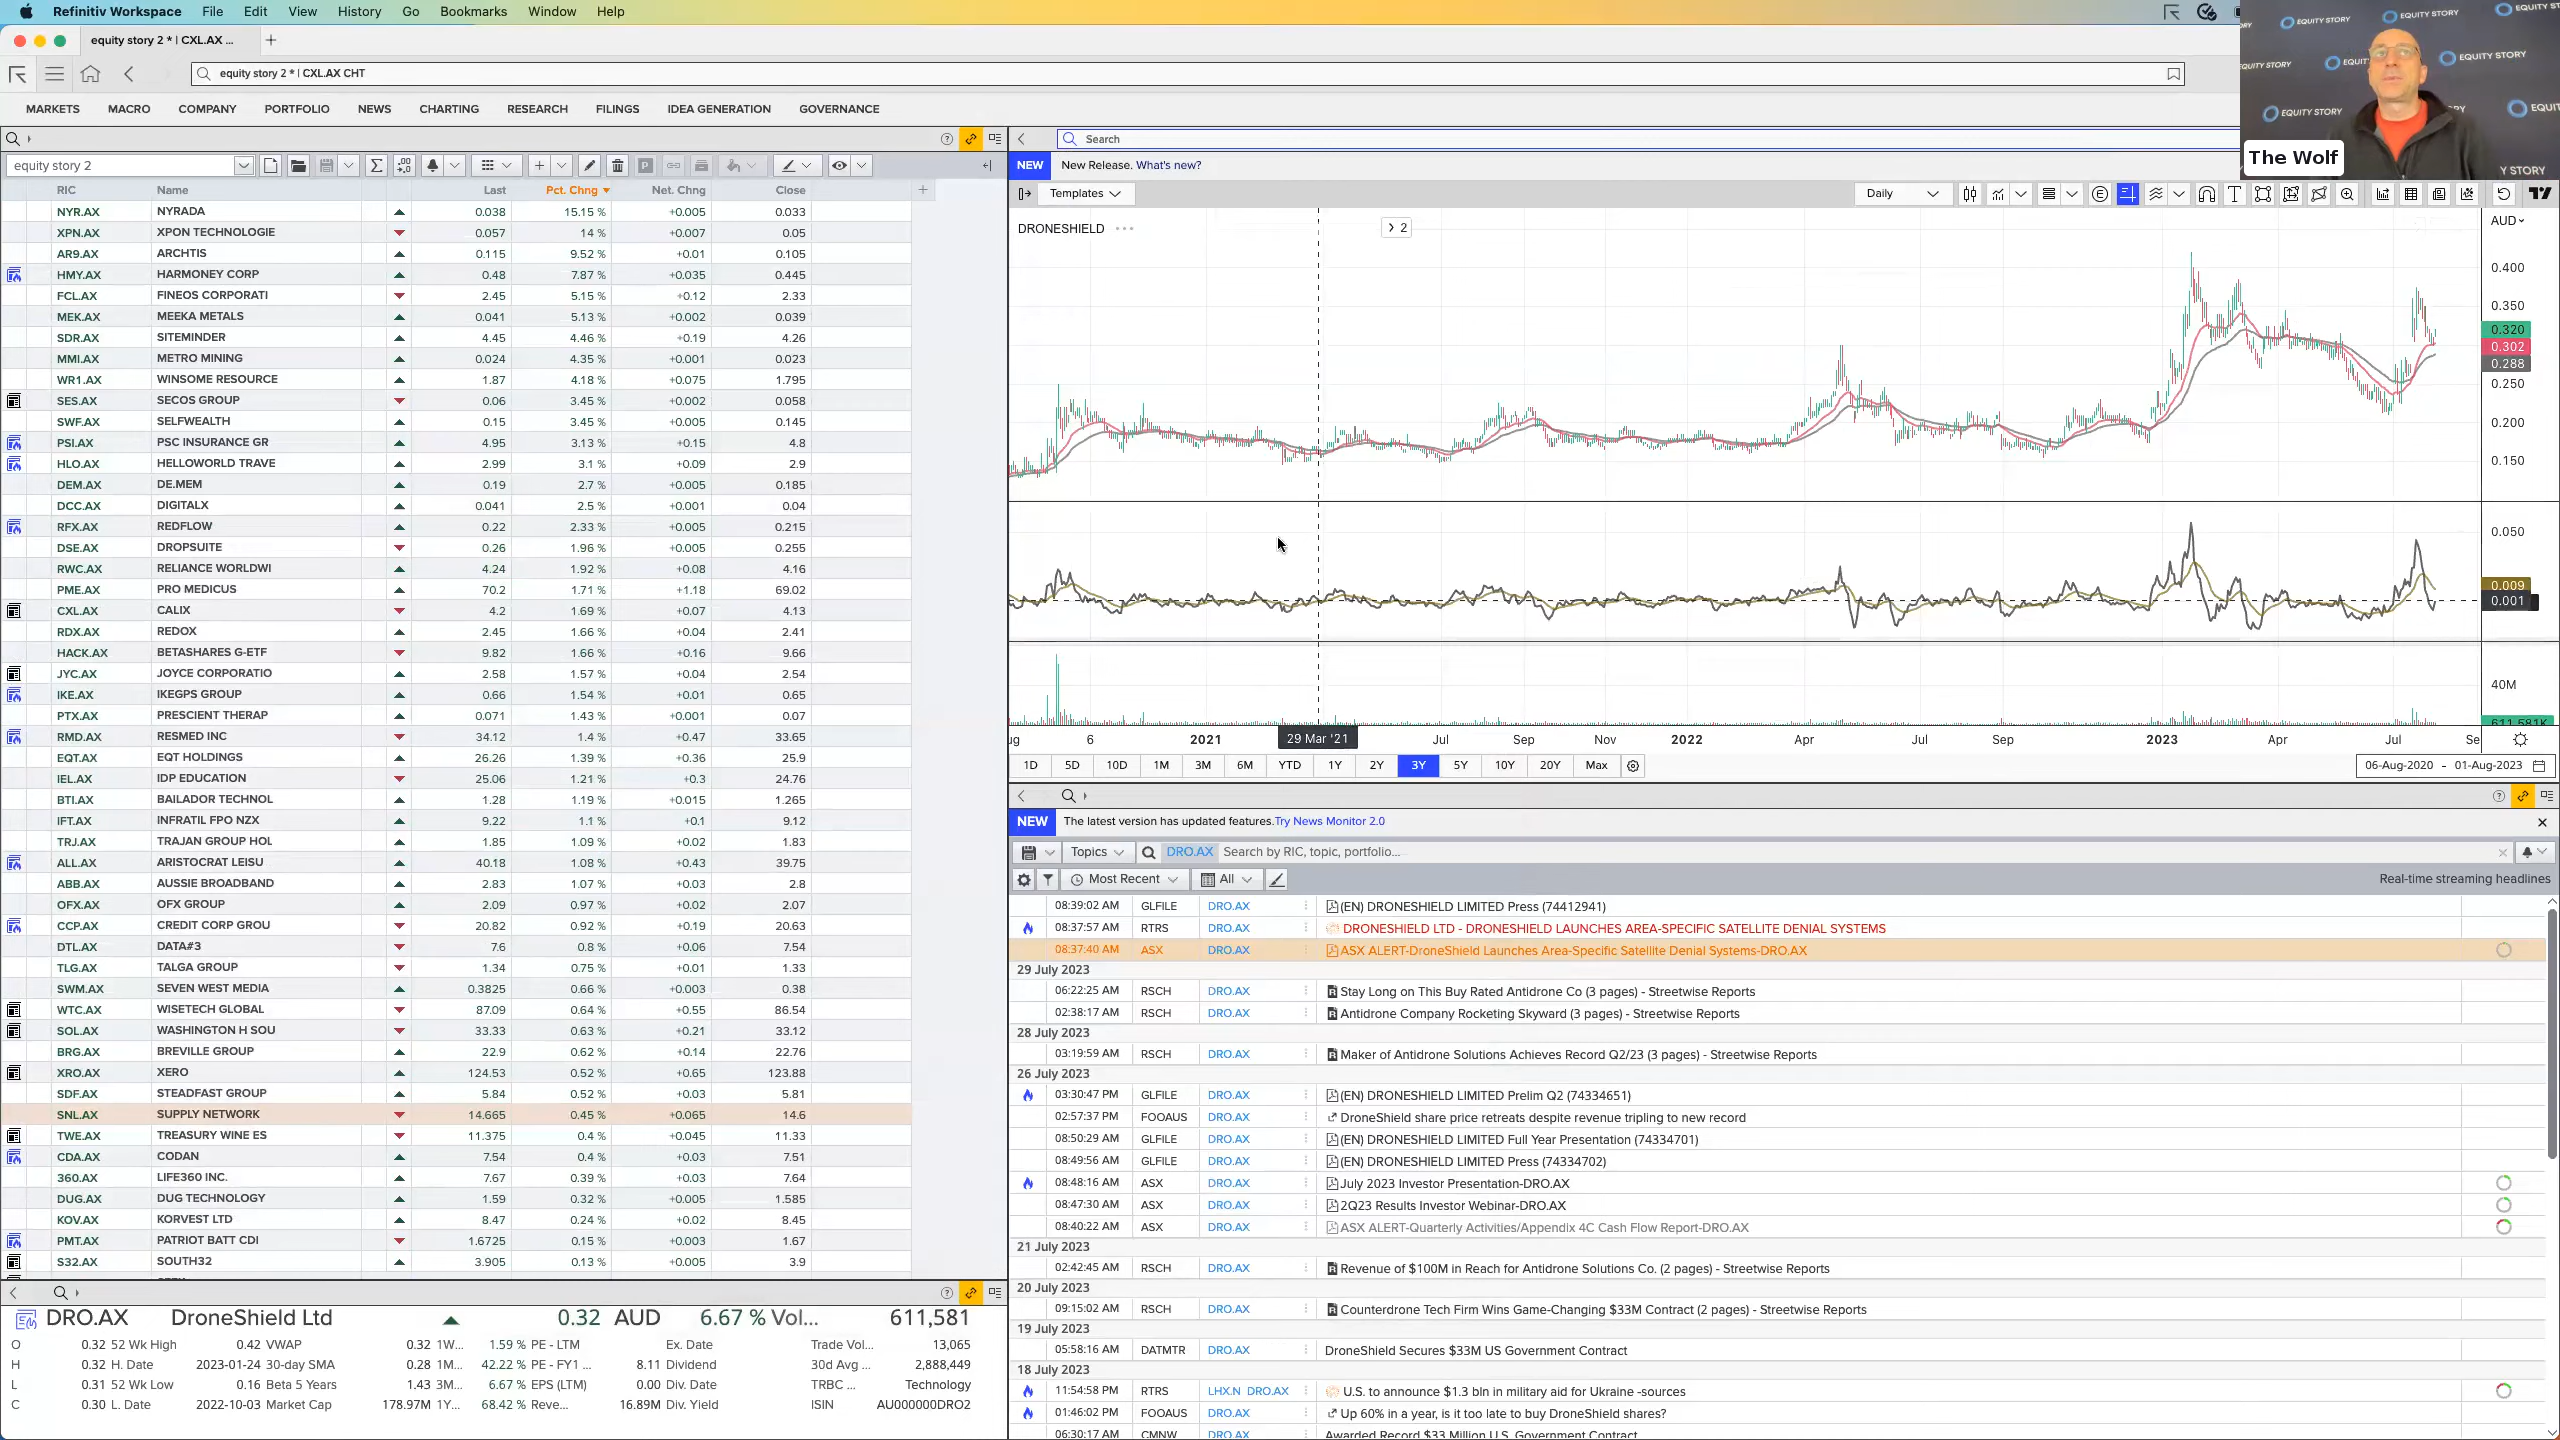 Refinitiv Workspace File Edit View History Go Bookmarks Window Help
equity story 2 * | CXL.AX ...
equity story 2 * | CXL.AX CHT
MARKETS MACRO COMPANY PORTFOLIO NEWS CHARTING RESEARCH FILINGS IDEA GENERATION GOVERNANCE
EQUITY STORY
The Wolf
equity story 2
RIC Name Last Pct. Chng Net. Chng Close
NYR.AX NYRADA 0.038 15.15 % +0.005 0.033
XPN.AX XPON TECHNOLOGIE 0.057 14 % +0.007 0.05
AR9.AX ARCHTIS 0.115 9.52 % +0.01 0.105
HMY.AX HARMONEY CORP 0.48 7.87 % +0.035 0.445
FCL.AX FINEOS CORPORATI 2.45 5.15 % +0.12 2.33
MEK.AX MEEKA METALS 0.041 5.13 % +0.002 0.039
SDR.AX SITEMINDER 4.45 4.46 % +0.19 4.26
MMI.AX METRO MINING 0.024 4.35 % +0.001 0.023
WR1.AX WINSOME RESOURCE 1.87 4.18 % +0.075 1.795
SES.AX SECOS GROUP 0.06 3.45 % +0.002 0.058
SWF.AX SELFWEALTH 0.15 3.45 % +0.005 0.145
PSI.AX PSC INSURANCE GR 4.95 3.13 % +0.15 4.8
HLO.AX HELLOWORLD TRAVE 2.99 3.1 % +0.09 2.9
DEM.AX DE.MEM 0.19 2.7 % +0.005 0.185
DCC.AX DIGITALX 0.041 2.5 % +0.001 0.04
RFX.AX REDFLOW 0.22 2.33 % +0.005 0.215
DSE.AX DROPSUITE 0.26 1.96 % +0.005 0.255
RWC.AX RELIANCE WORLDWI 4.24 1.92 % +0.08 4.16
PME.AX PRO MEDICUS 70.2 1.71 % +1.18 69.02
CXL.AX CALIX 4.2 1.69 % +0.07 4.13
RDX.AX REDOX 2.45 1.66 % +0.04 2.41
HACK.AX BETASHARES G-ETF 9.82 1.66 % +0.16 9.66
JYC.AX JOYCE CORPORATIO 2.58 1.57 % +0.04 2.54
IKE.AX IKEGPS GROUP 0.66 1.54 % +0.01 0.65
PTX.AX PRESCIENT THERAP 0.071 1.43 % +0.001 0.07
RMD.AX RESMED INC 34.12 1.4 % +0.47 33.65
EQT.AX EQT HOLDINGS 26.26 1.39 % +0.36 25.9
IEL.AX IDP EDUCATION 25.06 1.21 % +0.3 24.76
BTI.AX BAILADOR TECHNOL 1.28 1.19 % +0.015 1.265
IFT.AX INFRATIL FPO NZX 9.22 1.1 % +0.1 9.12
TRJ.AX TRAJAN GROUP HOL 1.85 1.09 % +0.02 1.83
ALL.AX ARISTOCRAT LEISU 40.18 1.08 % +0.43 39.75
ABB.AX AUSSIE BROADBAND 2.83 1.07 % +0.03 2.8
OFX.AX OFX GROUP 2.09 0.97 % +0.02 2.07
CCP.AX CREDIT CORP GROU 20.82 0.92 % +0.19 20.63
DTL.AX DATA#3 7.6 0.8 % +0.06 7.54
TLG.AX TALGA GROUP 1.34 0.75 % +0.01 1.33
SWM.AX SEVEN WEST MEDIA 0.3825 0.66 % +0.003 0.38
WTC.AX WISETECH GLOBAL 87.09 0.64 % +0.55 86.54
SOL.AX WASHINGTON H SOU 33.33 0.63 % +0.21 33.12
BRG.AX BREVILLE GROUP 22.9 0.62 % +0.14 22.76
XRO.AX XERO 124.53 0.52 % +0.65 123.88
SDF.AX STEADFAST GROUP 5.84 0.52 % +0.03 5.81
SNL.AX SUPPLY NETWORK 14.665 0.45 % +0.065 14.6
TWE.AX TREASURY WINE ES 11.375 0.4 % +0.045 11.33
CDA.AX CODAN 7.54 0.4 % +0.03 7.51
360.AX LIFE360 INC. 7.67 0.39 % +0.03 7.64
DUG.AX DUG TECHNOLOGY 1.59 0.32 % +0.005 1.585
KOV.AX KORVEST LTD 8.47 0.24 % +0.02 8.45
PMT.AX PATRIOT BATT CDI 1.6725 0.15 % +0.003 1.67
S32.AX SOUTH32 3.905 0.13 % +0.005 3.9
DRO.AX DroneShield Ltd 0.32 AUD 6.67 % Vol... 611,581
O 0.32 52 Wk High 0.42 VWAP 0.32 1W... 1.59 % PE - LTM Ex. Date Trade Vol... 13,065
H 0.32 H. Date 2023-01-24 30-day SMA 0.28 1M... 42.22 % PE - FY1 ... 8.11 Dividend 30d Avg ... 2,888,449
L 0.31 52 Wk Low 0.16 Beta 5 Years 1.43 3M... 6.67 % EPS (LTM) 0.00 Div. Date TRBC ... Technology
C 0.30 L. Date 2022-10-03 Market Cap 178.97M 1Y... 68.42 % Reve... 16.89M Div. Yield ISIN AU000000DRO2
Search
NEW New Release. What's new?
Templates Daily
DRONESHIELD ... > 2 AUD
0.400
0.350
0.320
0.302
0.288
0.250
0.200
0.150
0.050
0.009
0.001
40M
611.581K
ug 6 2021 29 Mar '21 Jul Sep Nov 2022 Apr Jul Sep 2023 Apr Jul Se
1D 5D 10D 1M 3M 6M YTD 1Y 2Y 3Y 5Y 10Y 20Y Max 06-Aug-2020 - 01-Aug-2023
NEW The latest version has updated features.Try News Monitor 2.0
Topics DRO.AX Search by RIC, topic, portfolio...
Most Recent All Real-time streaming headlines
08:39:02 AM GLFILE DRO.AX (EN) DRONESHIELD LIMITED Press (74412941)
08:37:57 AM RTRS DRO.AX DRONESHIELD LTD - DRONESHIELD LAUNCHES AREA-SPECIFIC SATELLITE DENIAL SYSTEMS
08:37:40 AM ASX DRO.AX ASX ALERT-DroneShield Launches Area-Specific Satellite Denial Systems-DRO.AX
29 July 2023
06:22:25 AM RSCH DRO.AX Stay Long on This Buy Rated Antidrone Co (3 pages) - Streetwise Reports
02:38:17 AM RSCH DRO.AX Antidrone Company Rocketing Skyward (3 pages) - Streetwise Reports
28 July 2023
03:19:59 AM RSCH DRO.AX Maker of Antidrone Solutions Achieves Record Q2/23 (3 pages) - Streetwise Reports
26 July 2023
03:30:47 PM GLFILE DRO.AX (EN) DRONESHIELD LIMITED Prelim Q2 (74334651)
02:57:37 PM FOOAUS DRO.AX DroneShield share price retreats despite revenue tripling to new record
08:50:29 AM GLFILE DRO.AX (EN) DRONESHIELD LIMITED Full Year Presentation (74334701)
08:49:56 AM GLFILE DRO.AX (EN) DRONESHIELD LIMITED Press (74334702)
08:48:16 AM ASX DRO.AX July 2023 Investor Presentation-DRO.AX
08:47:30 AM ASX DRO.AX 2Q23 Results Investor Webinar-DRO.AX
08:40:22 AM ASX DRO.AX ASX ALERT-Quarterly Activities/Appendix 4C Cash Flow Report-DRO.AX
21 July 2023
02:42:45 AM RSCH DRO.AX Revenue of $100M in Reach for Antidrone Solutions Co. (2 pages) - Streetwise Reports
20 July 2023
09:15:02 AM RSCH DRO.AX Counterdrone Tech Firm Wins Game-Changing $33M Contract (2 pages) - Streetwise Reports
19 July 2023
05:58:16 AM DATMTR DRO.AX DroneShield Secures $33M US Government Contract
18 July 2023
11:54:58 PM RTRS LHX.N DRO.AX U.S. to announce $1.3 bln in military aid for Ukraine -sources
01:46:02 PM FOOAUS DRO.AX Up 60% in a year, is it too late to buy DroneShield shares?
06:30:17 AM CMNW DRO.AX Awarded Record $33 Million U.S. Government Contract